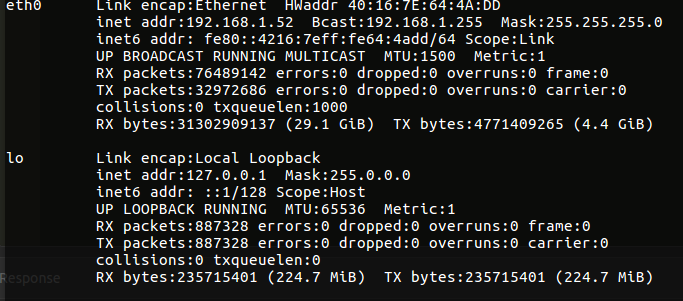 eth0 Link encap:Ethernet HWaddr 40:16:7E:64:4A:DD
inet addr:192.168.1.52 Bcast:192.168.1.255 Mask:255.255.255.0
inet6 addr: fe80::4216:7eff:fe64:4add/64 Scope:Link
UP BROADCAST RUNNING MULTICAST MTU:1500 Metric:1
RX packets:76489142 errors:0 dropped:0 overruns:0 frame:0
TX packets:32972686 errors:0 dropped:0 overruns:0 carrier:0
collisions:0 txqueuelen:1000
RX bytes:31302909137 (29.1 GiB) TX bytes:4771409265 (4.4 GiB)
lo Link encap:Local Loopback
inet addr:127.0.0.1 Mask:255.0.0.0
inet6 addr: ::1/128 Scope:Host
UP LOOPBACK RUNNING MTU:65536 Metric:1
RX packets:887328 errors:0 dropped:0 overruns:0 frame:0
TX packets:887328 errors:0 dropped:0 overruns:0 carrier:0
collisions:0 txqueuelen:0
Response
RX bytes:235715401 (224.7 MiB) TX bytes:235715401 (224.7 MiB)